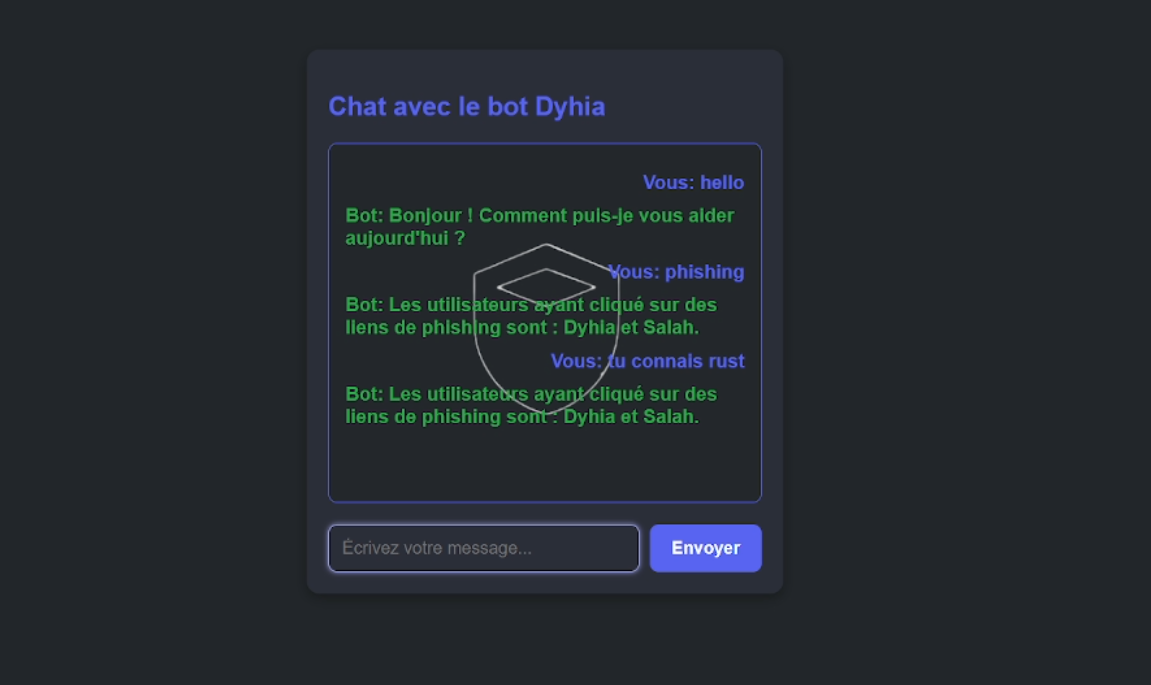 Chat avec le bot Dyhia
Vous: hello
Bot: Bonjour ! Comment puis-je vous aider
aujourd'hui ?
Vous: phishing
Bot: Les utilisateurs ayant cliqué sur des
liens de phishing sont : Dyhia et Salah.
Vous: tu connais rust
Bot: Les utilisateurs ayant cliqué sur des
liens de phishing sont : Dyhia et Salah.
Écrivez votre message...
Envoyer